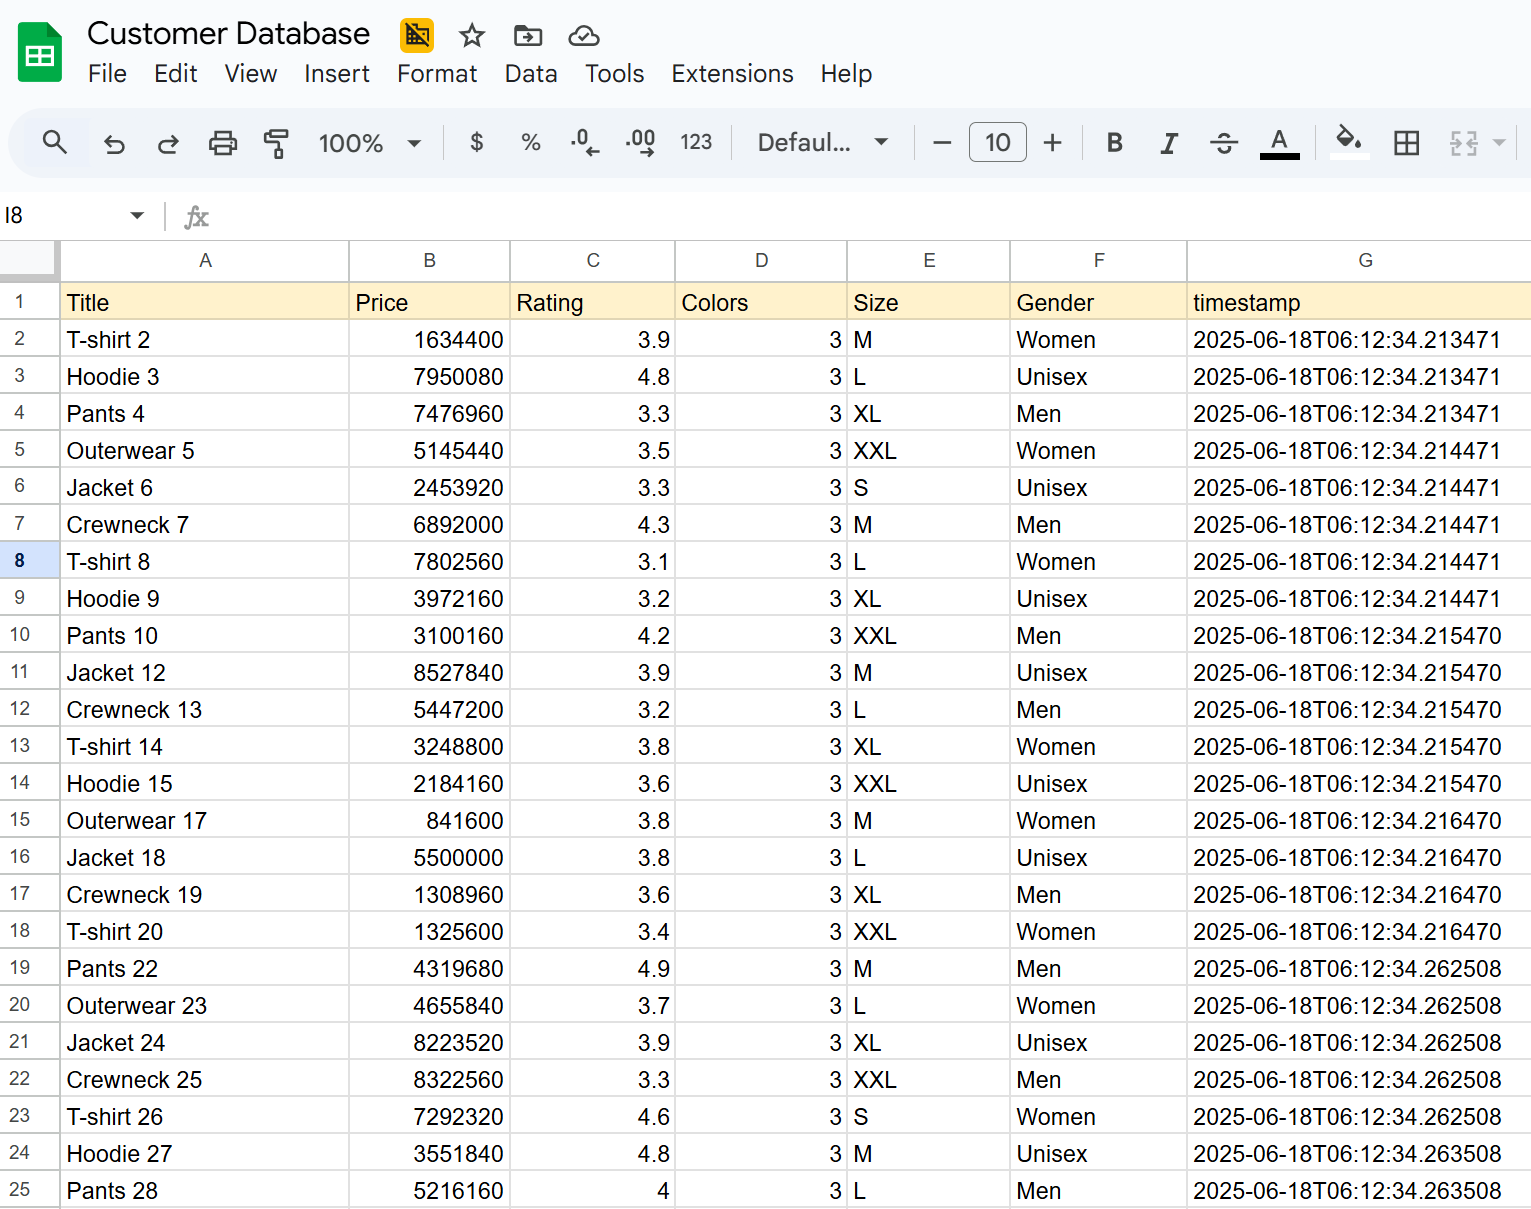 Customer Database
File Edit View Insert Format Data Tools Extensions Help
100% $ % .0 .00 123 Defaul... 10 B I A
I8 fx
A B C D E F G
1 Title Price Rating Colors Size Gender timestamp
2 T-shirt 2 1634400 3.9 3 M Women 2025-06-18T06:12:34.213471
3 Hoodie 3 7950080 4.8 3 L Unisex 2025-06-18T06:12:34.213471
4 Pants 4 7476960 3.3 3 XL Men 2025-06-18T06:12:34.213471
5 Outerwear 5 5145440 3.5 3 XXL Women 2025-06-18T06:12:34.214471
6 Jacket 6 2453920 3.3 3 S Unisex 2025-06-18T06:12:34.214471
7 Crewneck 7 6892000 4.3 3 M Men 2025-06-18T06:12:34.214471
8 T-shirt 8 7802560 3.1 3 L Women 2025-06-18T06:12:34.214471
9 Hoodie 9 3972160 3.2 3 XL Unisex 2025-06-18T06:12:34.214471
10 Pants 10 3100160 4.2 3 XXL Men 2025-06-18T06:12:34.215470
11 Jacket 12 8527840 3.9 3 M Unisex 2025-06-18T06:12:34.215470
12 Crewneck 13 5447200 3.2 3 L Men 2025-06-18T06:12:34.215470
13 T-shirt 14 3248800 3.8 3 XL Women 2025-06-18T06:12:34.215470
14 Hoodie 15 2184160 3.6 3 XXL Unisex 2025-06-18T06:12:34.215470
15 Outerwear 17 841600 3.8 3 M Women 2025-06-18T06:12:34.216470
16 Jacket 18 5500000 3.8 3 L Unisex 2025-06-18T06:12:34.216470
17 Crewneck 19 1308960 3.6 3 XL Men 2025-06-18T06:12:34.216470
18 T-shirt 20 1325600 3.4 3 XXL Women 2025-06-18T06:12:34.216470
19 Pants 22 4319680 4.9 3 M Men 2025-06-18T06:12:34.262508
20 Outerwear 23 4655840 3.7 3 L Women 2025-06-18T06:12:34.262508
21 Jacket 24 8223520 3.9 3 XL Unisex 2025-06-18T06:12:34.262508
22 Crewneck 25 8322560 3.3 3 XXL Men 2025-06-18T06:12:34.262508
23 T-shirt 26 7292320 4.6 3 S Women 2025-06-18T06:12:34.262508
24 Hoodie 27 3551840 4.8 3 M Unisex 2025-06-18T06:12:34.263508
25 Pants 28 5216160 4 3 L Men 2025-06-18T06:12:34.263508